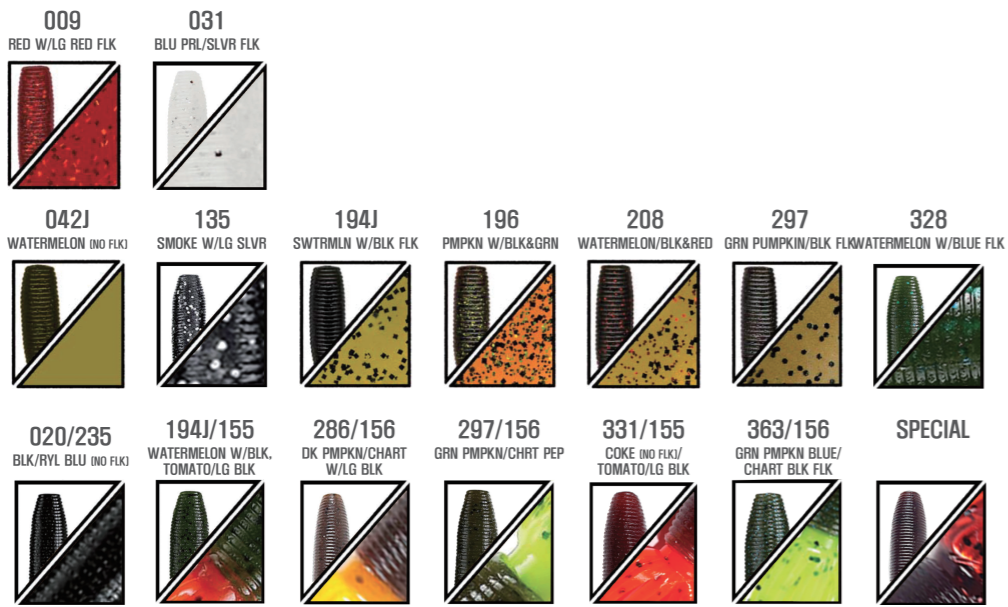 009
RED W/LG RED FLK
031
BLU PRL/SLVR FLK
042J
WATERMELON (NO FLK)
135
SMOKE W/LG SLVR
194J
SWTRMLN W/BLK FLK
196
PMPKN W/BLK&GRN
208
WATERMELON/BLK&RED
297
GRN PUMPKIN/BLK FLK
328
WATERMELON W/BLUE FLK
020/235
BLK/RYL BLU (NO FLK)
194J/155
WATERMELON W/BLK,
TOMATO/LG BLK
286/156
DK PMPKN/CHART
W/LG BLK
297/156
GRN PMPKN/CHRT PEP
331/155
COKE (NO FLK)/
TOMATO/LG BLK
363/156
GRN PMPKN BLUE/
CHART BLK FLK
SPECIAL